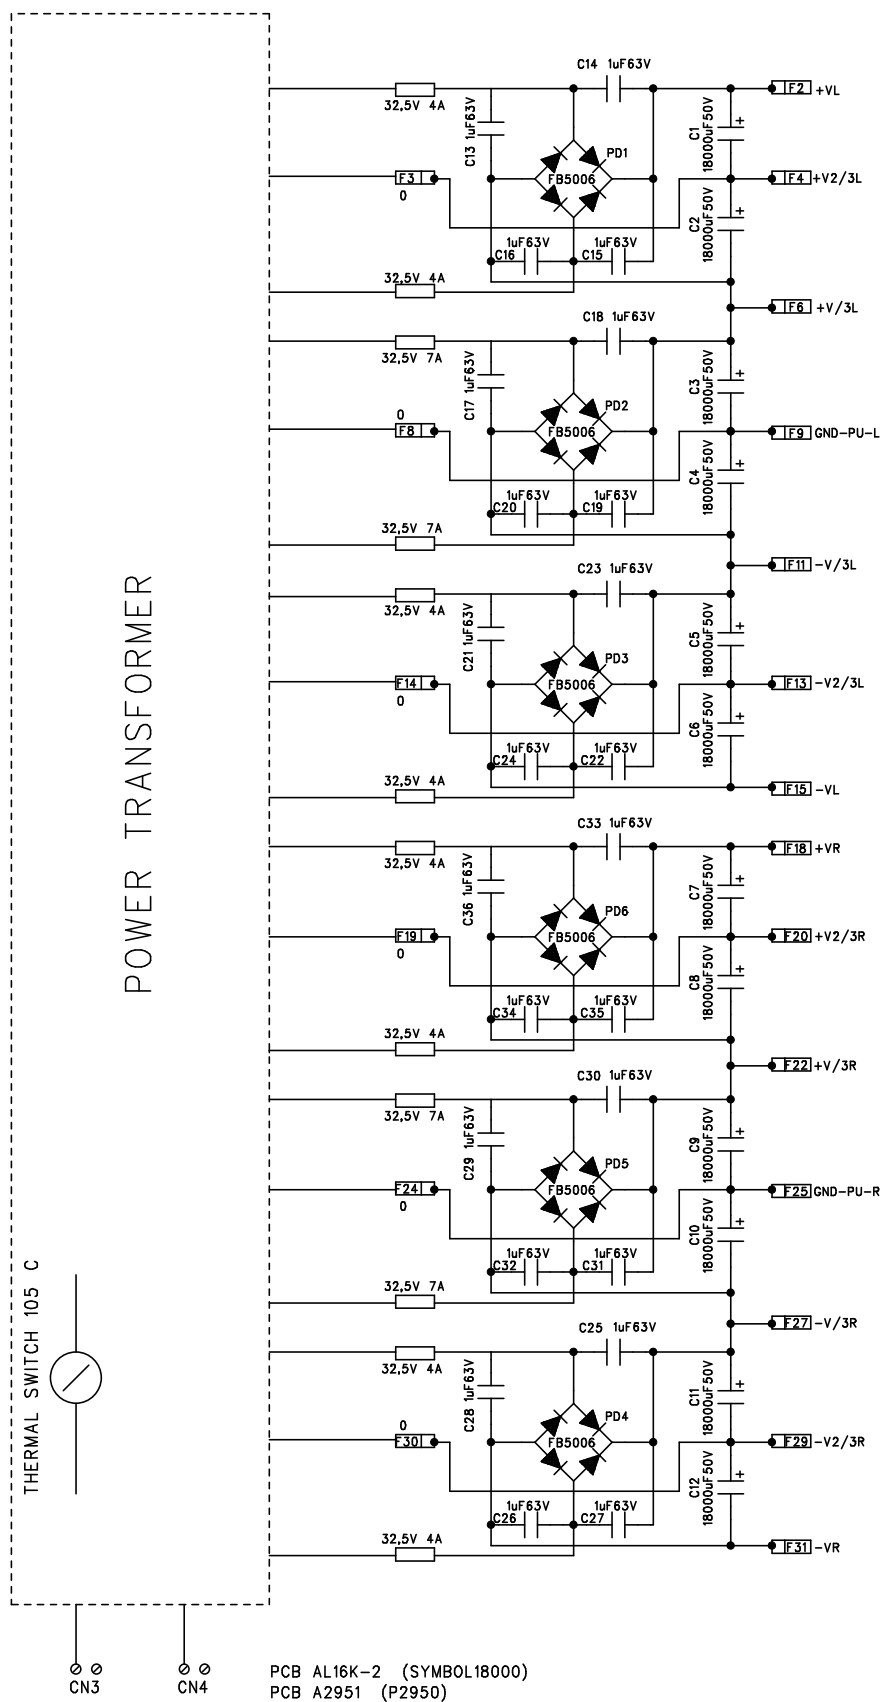 C14 1uF63V
F2 +VL
32,5V 4A
C13 1uF63V
C1
18000uF50V
+
PD1
FB5006
F3
0
F4 +V2/3L
C2
18000uF50V
+
1uF63V
C16
1uF63V
C15
32,5V 4A
F6 +V/3L
C18 1uF63V
32,5V 7A
C17 1uF63V
C3
18000uF50V
+
PD2
0
F8
FB5006
F9 GND-PU-L
C4
18000uF50V
+
1uF63V
C20
1uF63V
C19
32,5V 7A
F11 -V/3L
C23 1uF63V
32,5V 4A
C21 1uF63V
C5
18000uF50V
+
PD3
F14
0
FB5006
F13 -V2/3L
C6
18000uF50V
+
1uF63V
C24
1uF63V
C22
32,5V 4A
F15 -VL
POWER TRANSFORMER
C33 1uF63V
F18 +VR
32,5V 4A
C36 1uF63V
C7
18000uF50V
+
PD6
F19
0
FB5006
F20 +V2/3R
C8
18000uF50V
+
1uF63V
C34
1uF63V
C35
32,5V 4A
F22 +V/3R
C30 1uF63V
32,5V 7A
C29 1uF63V
C9
18000uF50V
+
PD5
F24
0
FB5006
F25 GND-PU-R
C10
18000uF50V
+
1uF63V
C32
1uF63V
C31
32,5V 7A
F27 -V/3R
C25 1uF63V
32,5V 4A
C28 1uF63V
C11
18000uF50V
+
PD4
0
F30
FB5006
F29 -V2/3R
C12
18000uF50V
+
1uF63V
C26
1uF63V
C27
32,5V 4A
F31 -VR
THERMAL SWITCH 105 C
CN3
CN4
PCB AL16K-2 (SYMBOL18000)
PCB A2951 (P2950)